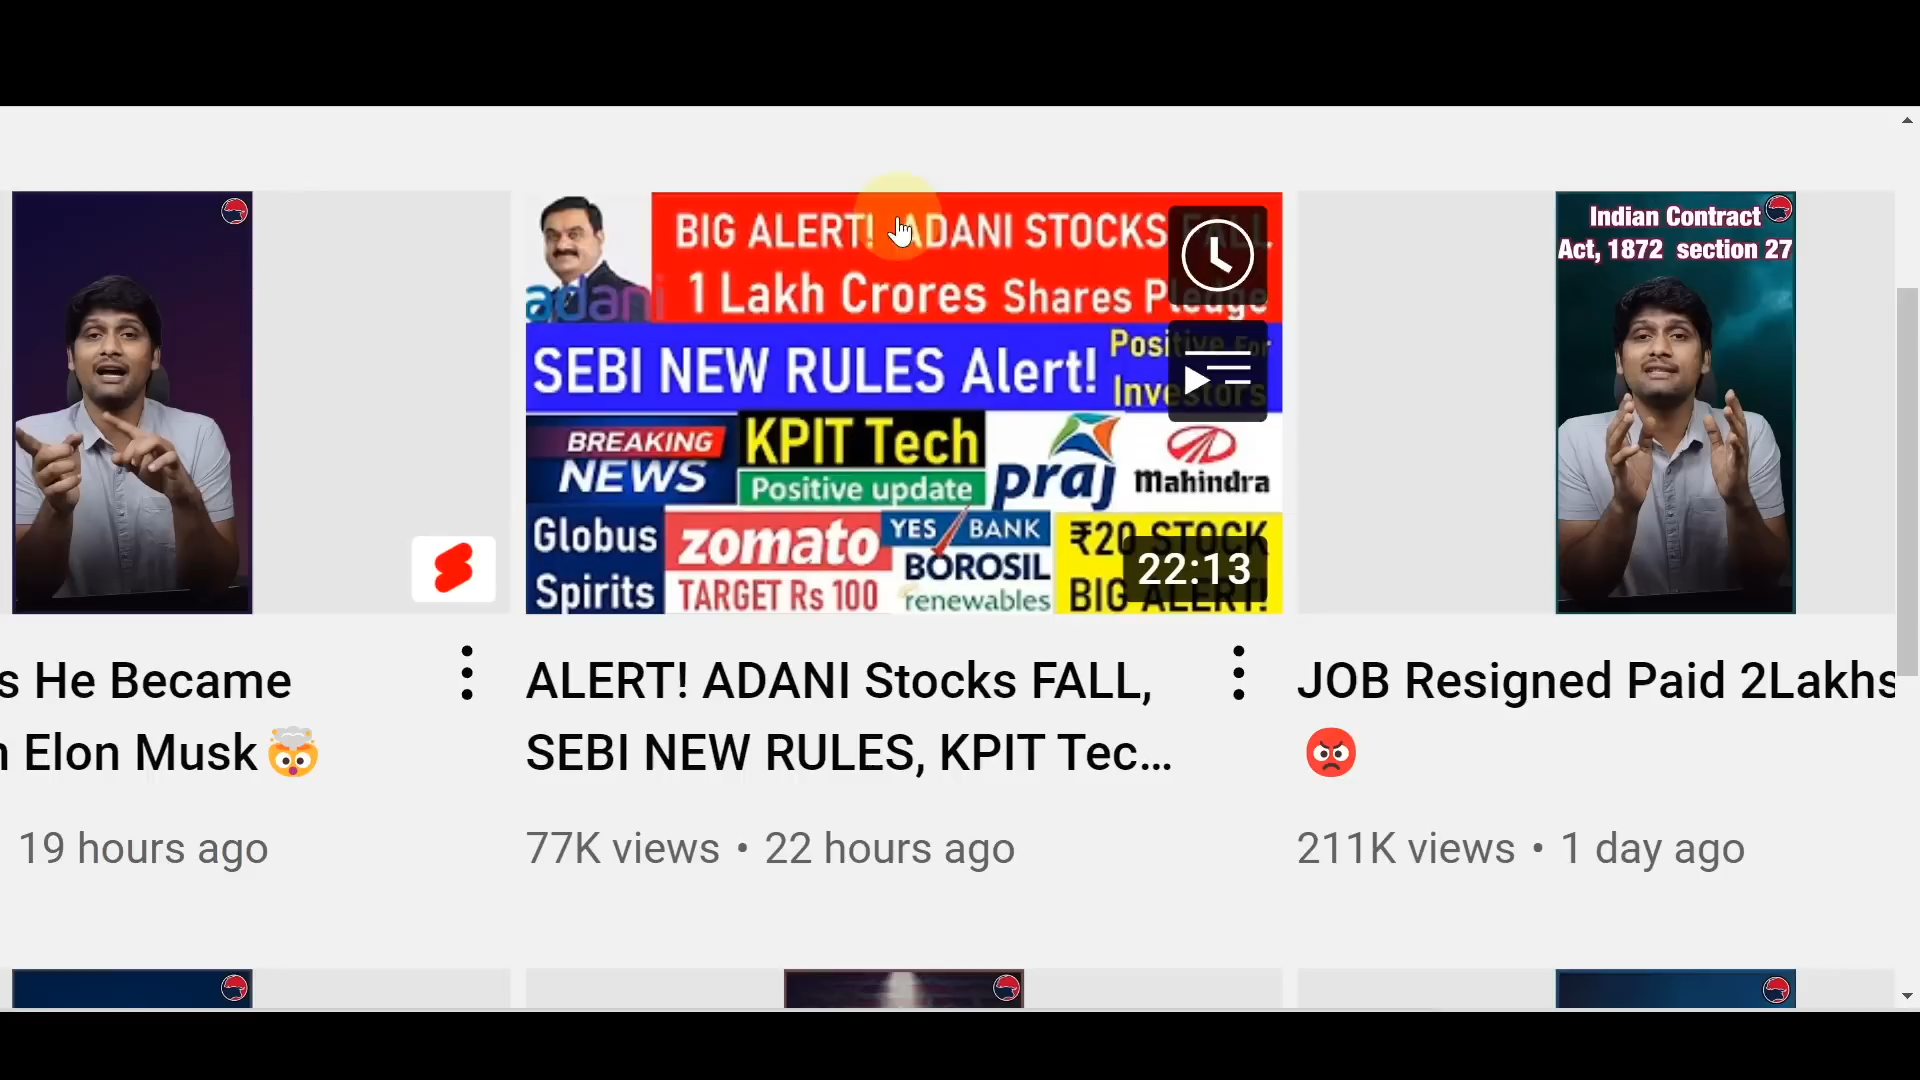 Indian Contract
Act, 1872 section 27
BIG ALERT! ADANI STOCKS FALL,
1 Lakh Crores Shares Pledge
adani
SEBI NEW RULES Alert!
Positive For
Investors
BREAKING
NEWS
KPIT Tech
Positive update
praj
Mahindra
Globus
Spirits
zomato
TARGET Rs 100
YES BANK
BOROSIL
renewables
₹20 STOCK
BIG ALERT!
22:13
s He Became
n Elon Musk🤯
19 hours ago
ALERT! ADANI Stocks FALL,
SEBI NEW RULES, KPIT Tec...
77K views • 22 hours ago
JOB Resigned Paid 2Lakhs
😡
211K views • 1 day ago